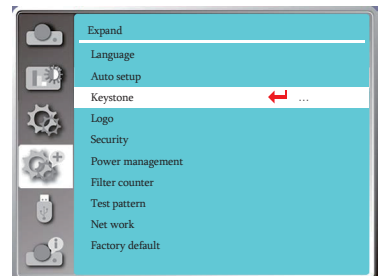 Expand
Language
Auto setup
Keystone ...
Logo
Security
Power management
Filter counter
Test pattern
Net work
Factory default